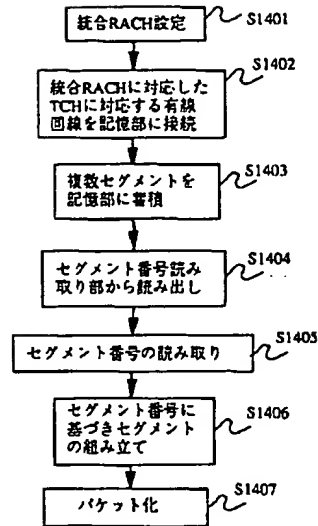 統合RACH設定
S1401
統合RACHに対応した
TCHに対応する有線
回線を記憶部に接続
S1402
複数セグメントを
記憶部に蓄積
S1403
セグメント番号読み
取り部から読み出し
S1404
セグメント番号の読み取り
S1405
セグメント番号に
基づきセグメント
の組み立て
S1406
パケット化
S1407